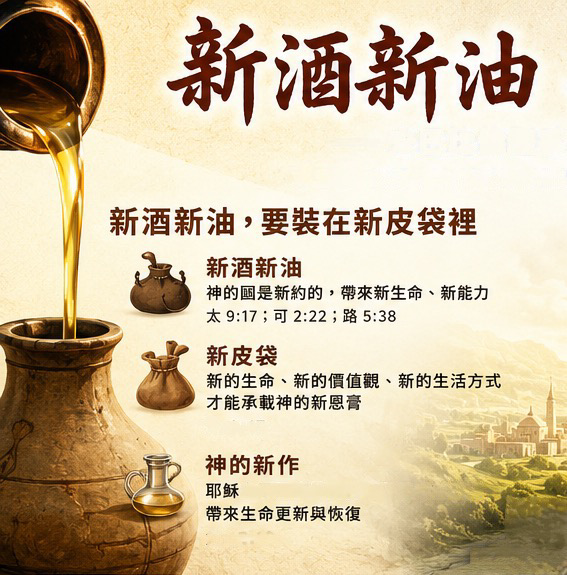 新酒新油
新酒新油，要裝在新皮袋裡
新酒新油
神的國是新約的，帶來新生命、新能力
太 9:17；可 2:22；路 5:38
新皮袋
新的生命、新的價值觀、新的生活方式
才能承載神的新恩膏
神的新作
耶穌
帶來生命更新與恢復